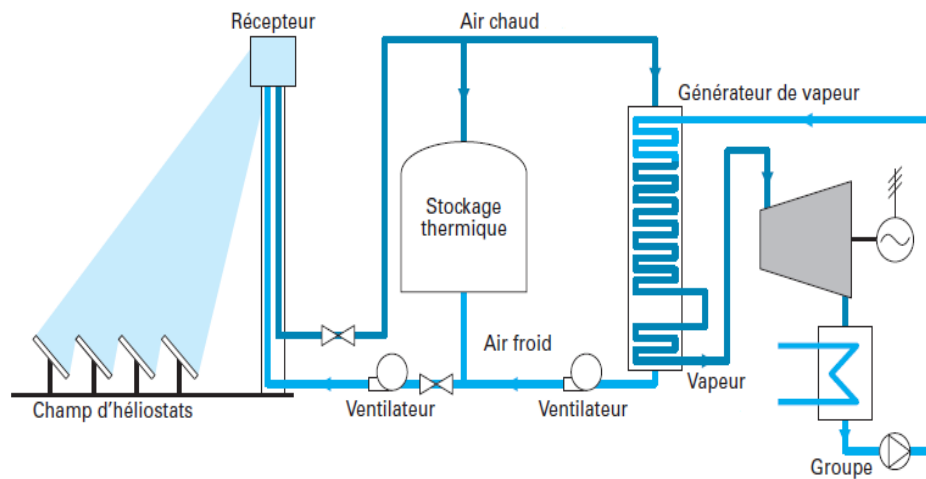 Récepteur
Air chaud
Générateur de vapeur
Stockage
thermique
Air froid
Vapeur
Champ d'héliostats
Ventilateur
Ventilateur
Groupe